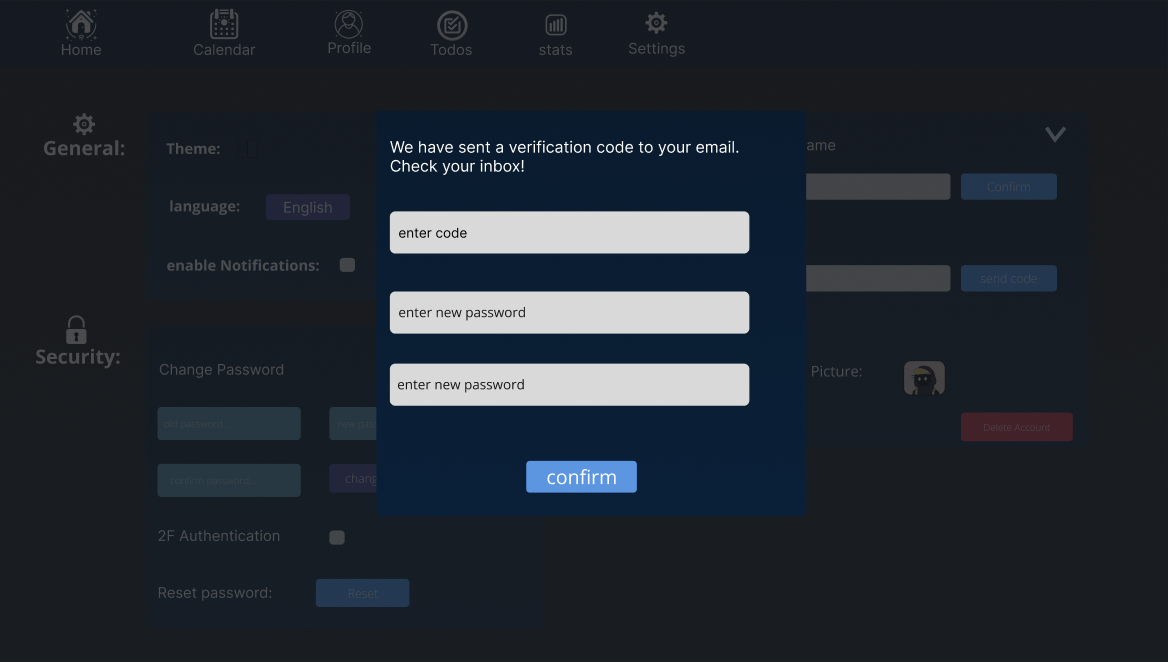 Home
Calendar
Profile
Todos
stats
Settings
General:
Theme:
language:
English
enable Notifications:
We have sent a verification code to your email.
Check your inbox!
enter code
enter new password
enter new password
confirm
ame
Confirm
send code
Picture:
Delete Account
Security:
Change Password
old password...
new pass
confirm password...
chang
2F Authentication
Reset password:
Reset